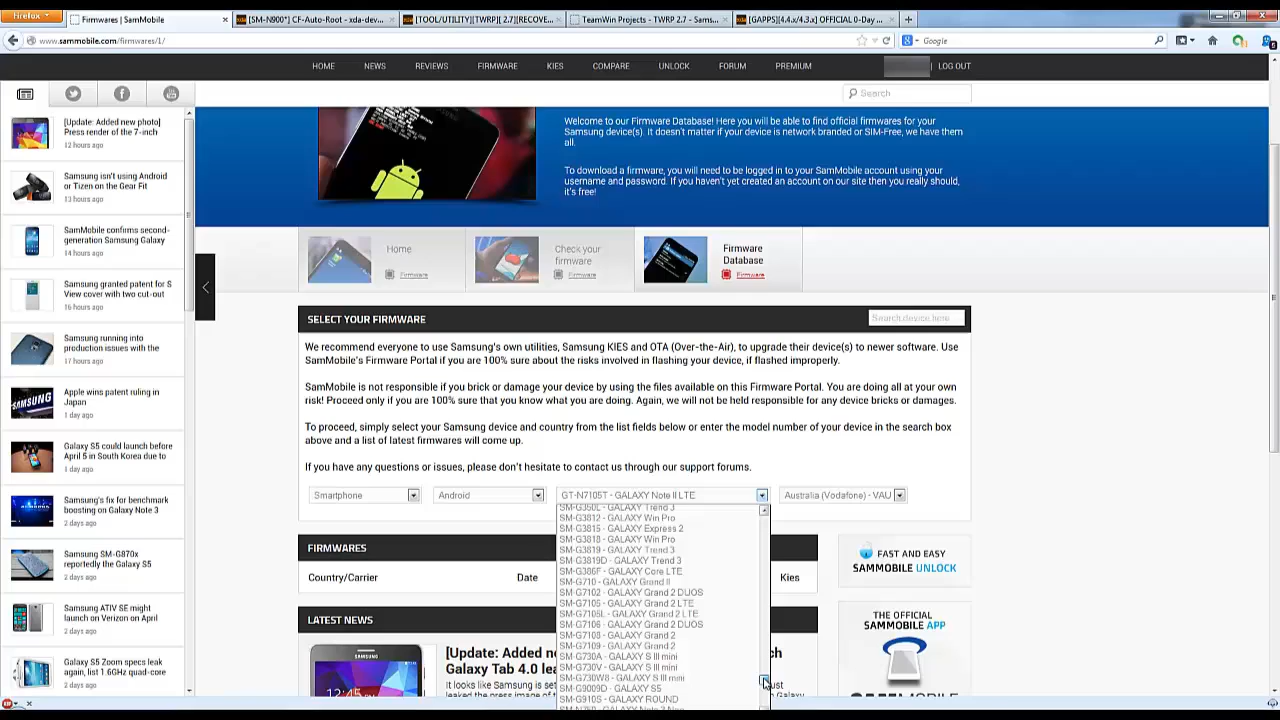 Firefox
Firmwares | SamMobile
[SM-N900*] CF-Auto-Root - xda-dev...
[TOOL/UTILITY][TWRP][ 2.7][RECOVE...
TeamWin Projects - TWRP 2.7 - Sams...
[GAPPS][4.4.x/4.3.x] OFFICIAL 0-Day ...
www.sammobile.com/firmwares/1/
Google
HOME
NEWS
REVIEWS
FIRMWARE
KIES
COMPARE
UNLOCK
FORUM
PREMIUM
| LOG OUT
Search
[Update: Added new photo]
Press render of the 7-inch
12 hours ago
Samsung isn't using Android
or Tizen on the Gear Fit
13 hours ago
SamMobile confirms second-
generation Samsung Galaxy
14 hours ago
Samsung granted patent for S
View cover with two cut-out
16 hours ago
Samsung running into
production issues with the
17 hours ago
Apple wins patent ruling in
Japan
1 day ago
Galaxy S5 could launch before
April 5 in South Korea due to
1 day ago
Samsung's fix for benchmark
boosting on Galaxy Note 3
2 days ago
Samsung SM-G870x
reportedly the Galaxy S5
2 days ago
Samsung ATIV SE might
launch on Verizon on April
2 days ago
Galaxy S5 Zoom specs leak
again, list 1.6GHz quad-core
2 days ago
Welcome to our Firmware Database! Here you will be able to find official firmwares for your
Samsung device(s). It doesn't matter if your device is network branded or SIM-Free, we have them
all.
To download a firmware, you will need to be logged in to your SamMobile account using your
username and password. If you haven't yet created an account on our site then you really should,
it's free!
Home
Firmware
Check your
firmware
Firmware
Firmware
Database
Firmware
SELECT YOUR FIRMWARE
Search device here
We recommend everyone to use Samsung's own utilities, Samsung KIES and OTA (Over-the-Air), to upgrade their device(s) to newer software. Use
SamMobile's Firmware Portal if you are 100% sure about the risks involved in flashing your device, if flashed improperly.
SamMobile is not responsible if you brick or damage your device by using the files available on this Firmware Portal. You are doing all at your own
risk! Proceed only if you are 100% sure that you know what you are doing. Again, we will not be held responsible for any device bricks or damages.
To proceed, simply select your Samsung device and country from the list fields below or enter the model number of your device in the search box
above and a list of latest firmwares will come up.
If you have any questions or issues, please don't hesitate to contact us through our support forums.
Smartphone
Android
GT-N7105T - GALAXY Note II LTE
Australia (Vodafone) - VAU
SM-G350L - GALAXY Trend 3
SM-G3812 - GALAXY Win Pro
SM-G3815 - GALAXY Express 2
SM-G3818 - GALAXY Win Pro
SM-G3819 - GALAXY Trend 3
SM-G3819D - GALAXY Trend 3
SM-G386F - GALAXY Core LTE
SM-G710 - GALAXY Grand II
SM-G7102 - GALAXY Grand 2 DUOS
SM-G7105 - GALAXY Grand 2 LTE
SM-G7105L - GALAXY Grand 2 LTE
SM-G7106 - GALAXY Grand 2 DUOS
SM-G7108 - GALAXY Grand 2
SM-G7109 - GALAXY Grand 2
SM-G730A - GALAXY S III mini
SM-G730V - GALAXY S III mini
SM-G730W8 - GALAXY S III mini
SM-G9009D - GALAXY S5
SM-G910S - GALAXY ROUND
FIRMWARES
Country/Carrier
Date
Kies
LATEST NEWS
SAMSUNG
12:45
[Update: Added ne
Galaxy Tab 4.0 lea
ch
It looks like Samsung is set
FAST AND EASY
SAMMOBILE UNLOCK
THE OFFICIAL
SAMMOBILE APP